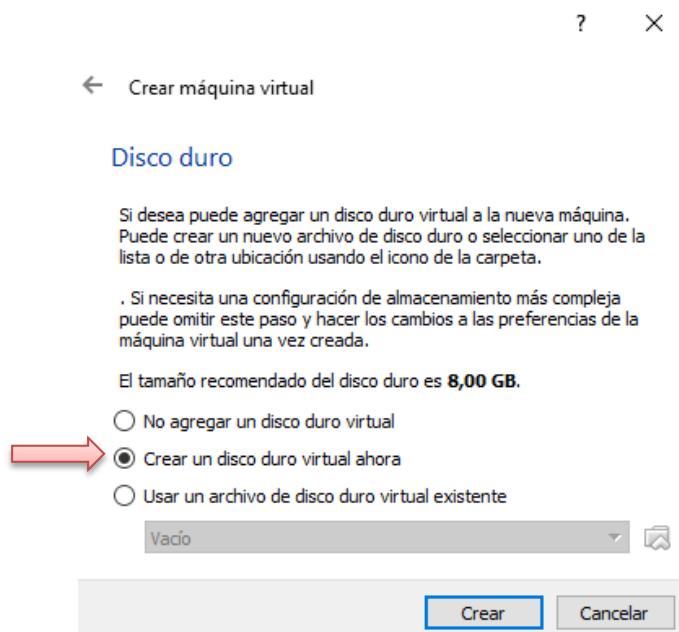 ?
Crear máquina virtual
Disco duro
Si desea puede agregar un disco duro virtual a la nueva máquina.
Puede crear un nuevo archivo de disco duro o seleccionar uno de la
lista o de otra ubicación usando el icono de la carpeta.
. Si necesita una configuración de almacenamiento más compleja
puede omitir este paso y hacer los cambios a las preferencias de la
máquina virtual una vez creada.
El tamaño recomendado del disco duro es 8,00 GB.
No agregar un disco duro virtual
Crear un disco duro virtual ahora
Usar un archivo de disco duro virtual existente
Vacío
Crear Cancelar